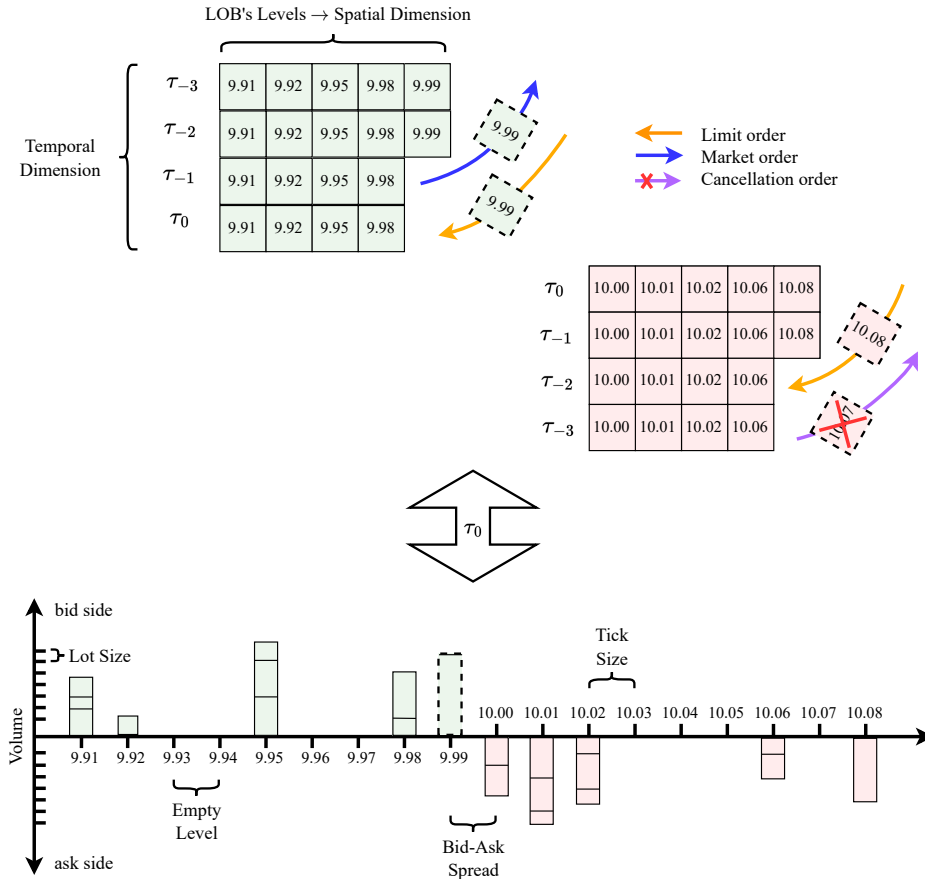 LOB's Levels → Spatial Dimension
Temporal
Dimension
τ₋₃ 9.91 9.92 9.95 9.98 9.99
τ₋₂ 9.91 9.92 9.95 9.98 9.99
τ₋₁ 9.91 9.92 9.95 9.98
τ₀ 9.91 9.92 9.95 9.98
9.99
9.99
Limit order
Market order
Cancellation order
τ₀ 10.00 10.01 10.02 10.06 10.08
τ₋₁ 10.00 10.01 10.02 10.06 10.08
τ₋₂ 10.00 10.01 10.02 10.06
τ₋₃ 10.00 10.01 10.02 10.06
10.08
10.07
τ₀
bid side
Lot Size
Tick
Size
Volume
10.00 10.01 10.02 10.03 10.04 10.05 10.06 10.07 10.08
9.91 9.92 9.93 9.94 9.95 9.96 9.97 9.98 9.99
Empty
Level
Bid-Ask
Spread
ask side